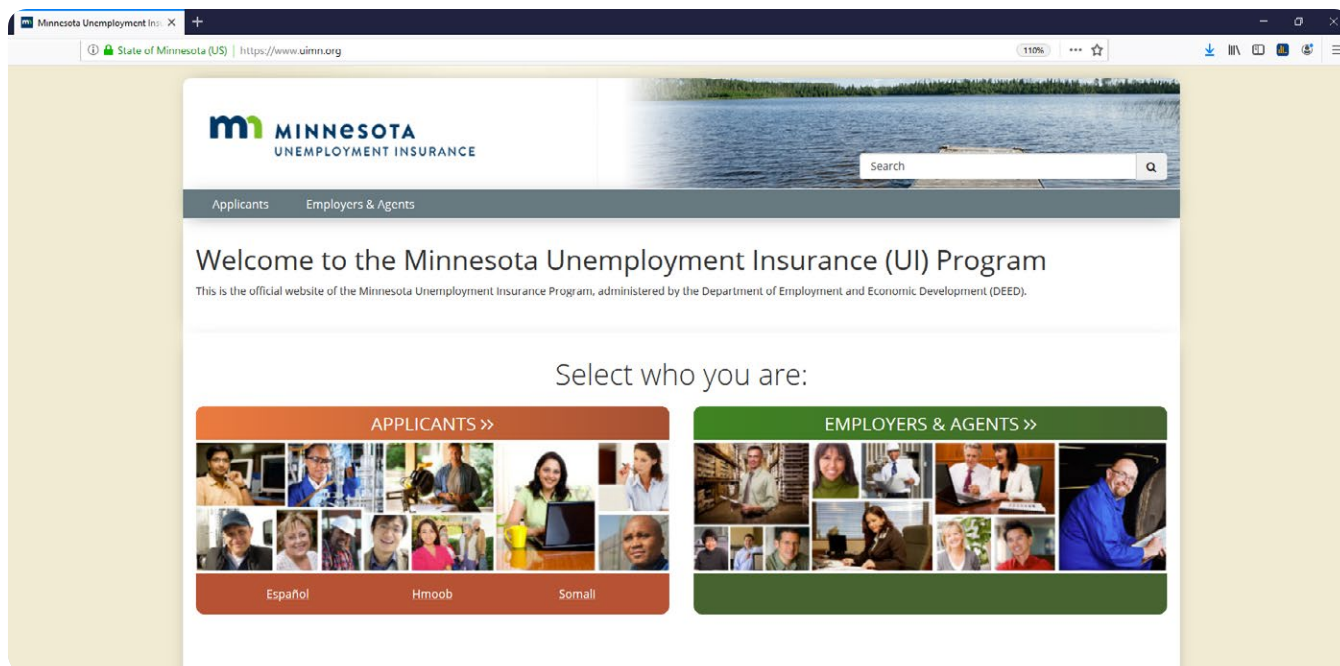 Minnesota Unemployment Ins
State of Minnesota (US) https://www.uimn.org 110%
mn MINNESOTA
UNEMPLOYMENT INSURANCE
Search
Applicants Employers & Agents
Welcome to the Minnesota Unemployment Insurance (UI) Program
This is the official website of the Minnesota Unemployment Insurance Program, administered by the Department of Employment and Economic Development (DEED).
Select who you are:
APPLICANTS >> EMPLOYERS & AGENTS >>
Español Hmoob Somali